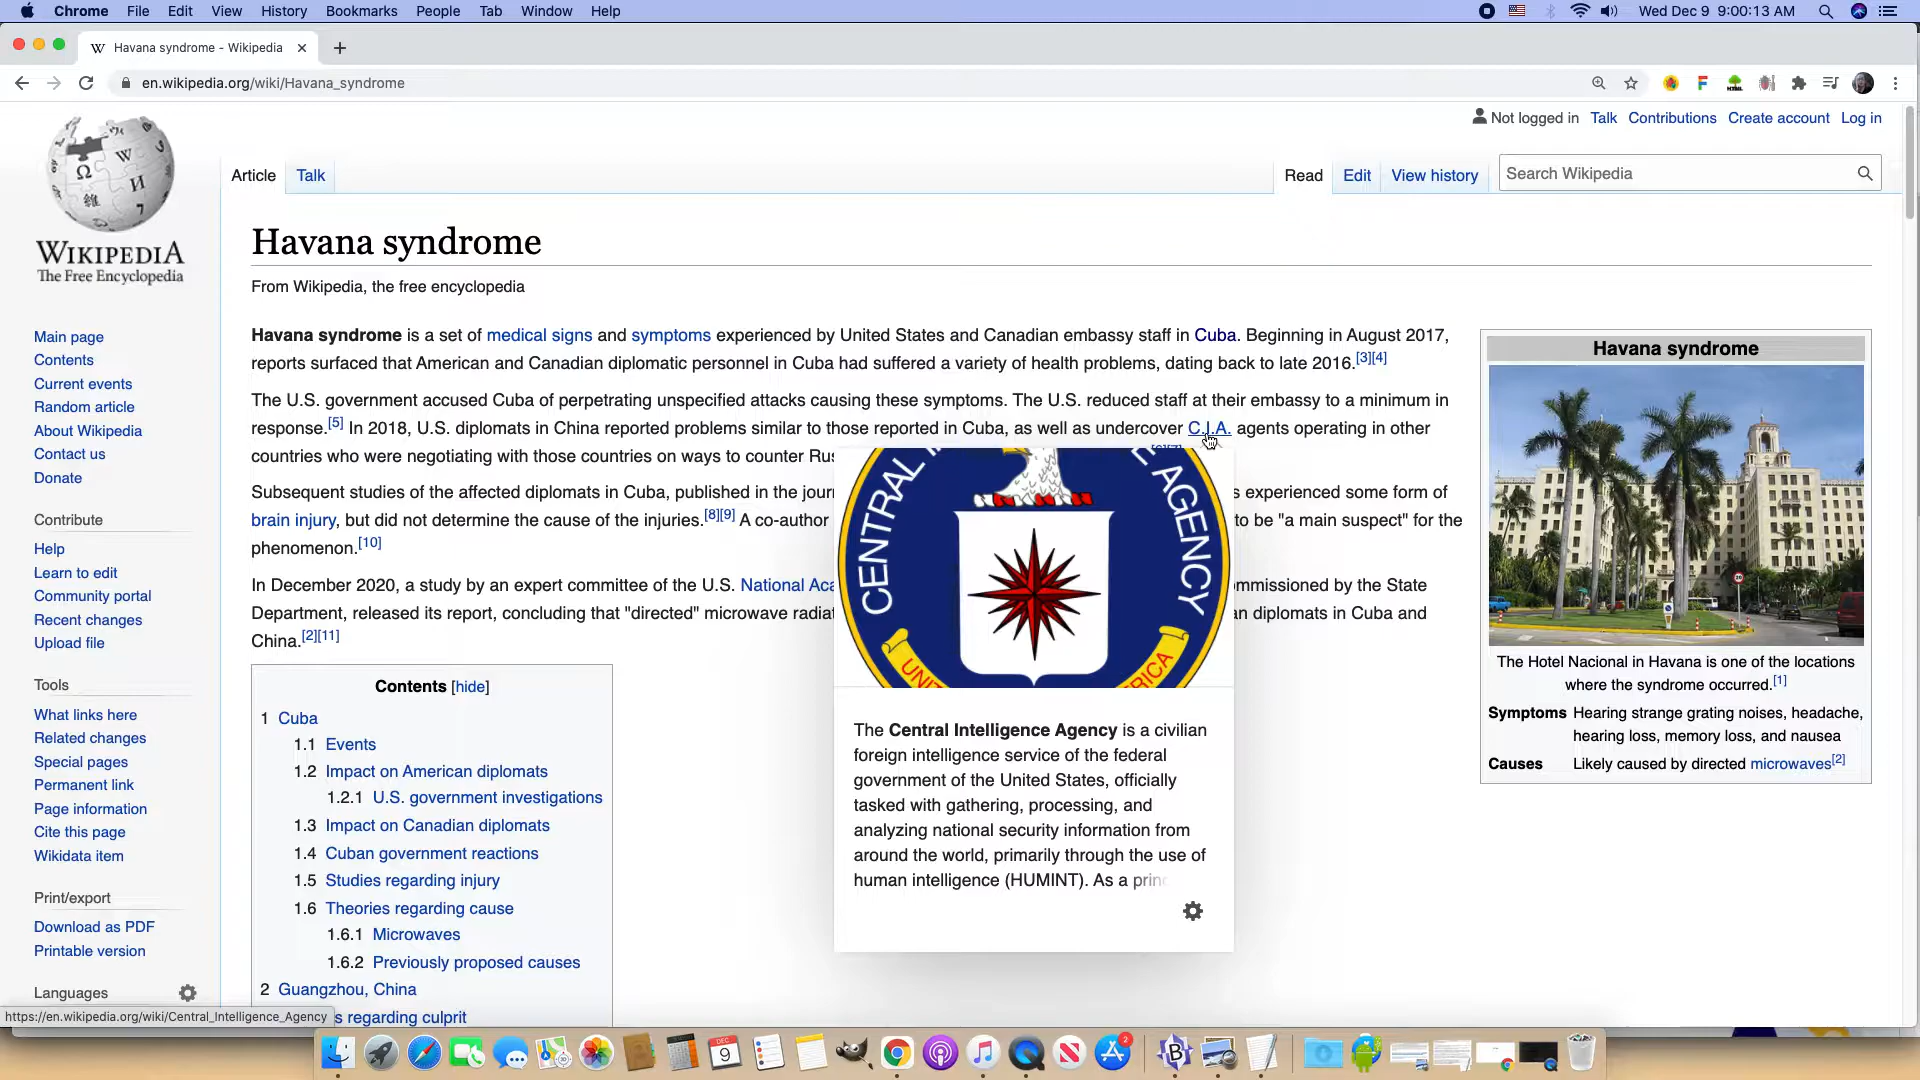 Chrome File Edit View History Bookmarks People Tab Window Help
Wed Dec 9 9:00:13 AM
W Havana syndrome - Wikipedia
en.wikipedia.org/wiki/Havana_syndrome
Not logged in Talk Contributions Create account Log in
Article Talk
Read Edit View history
Search Wikipedia
WIKIPEDIA
The Free Encyclopedia
Main page
Contents
Current events
Random article
About Wikipedia
Contact us
Donate
Contribute
Help
Learn to edit
Community portal
Recent changes
Upload file
Tools
What links here
Related changes
Special pages
Permanent link
Page information
Cite this page
Wikidata item
Print/export
Download as PDF
Printable version
Languages
https://en.wikipedia.org/wiki/Central_Intelligence_Agency
Havana syndrome
From Wikipedia, the free encyclopedia
Havana syndrome is a set of medical signs and symptoms experienced by United States and Canadian embassy staff in Cuba. Beginning in August 2017,
reports surfaced that American and Canadian diplomatic personnel in Cuba had suffered a variety of health problems, dating back to late 2016.[3][4]
The U.S. government accused Cuba of perpetrating unspecified attacks causing these symptoms. The U.S. reduced staff at their embassy to a minimum in
response.[5] In 2018, U.S. diplomats in China reported problems similar to those reported in Cuba, as well as undercover C.I.A. agents operating in other
countries who were negotiating with those countries on ways to counter Rus
Subsequent studies of the affected diplomats in Cuba, published in the jour s experienced some form of
brain injury, but did not determine the cause of the injuries.[8][9] A co-author to be "a main suspect" for the
phenomenon.[10]
In December 2020, a study by an expert committee of the U.S. National Aca ommissioned by the State
Department, released its report, concluding that "directed" microwave radiat an diplomats in Cuba and
China.[2][11]
Contents [hide]
1 Cuba
1.1 Events
1.2 Impact on American diplomats
1.2.1 U.S. government investigations
1.3 Impact on Canadian diplomats
1.4 Cuban government reactions
1.5 Studies regarding injury
1.6 Theories regarding cause
1.6.1 Microwaves
1.6.2 Previously proposed causes
2 Guangzhou, China
s regarding culprit
CENTRAL IN E AGENCY
UNIT RICA
The Central Intelligence Agency is a civilian
foreign intelligence service of the federal
government of the United States, officially
tasked with gathering, processing, and
analyzing national security information from
around the world, primarily through the use of
human intelligence (HUMINT). As a princ
Havana syndrome
The Hotel Nacional in Havana is one of the locations
where the syndrome occurred.[1]
Symptoms Hearing strange grating noises, headache,
hearing loss, memory loss, and nausea
Causes Likely caused by directed microwaves[2]
DEC
9
2